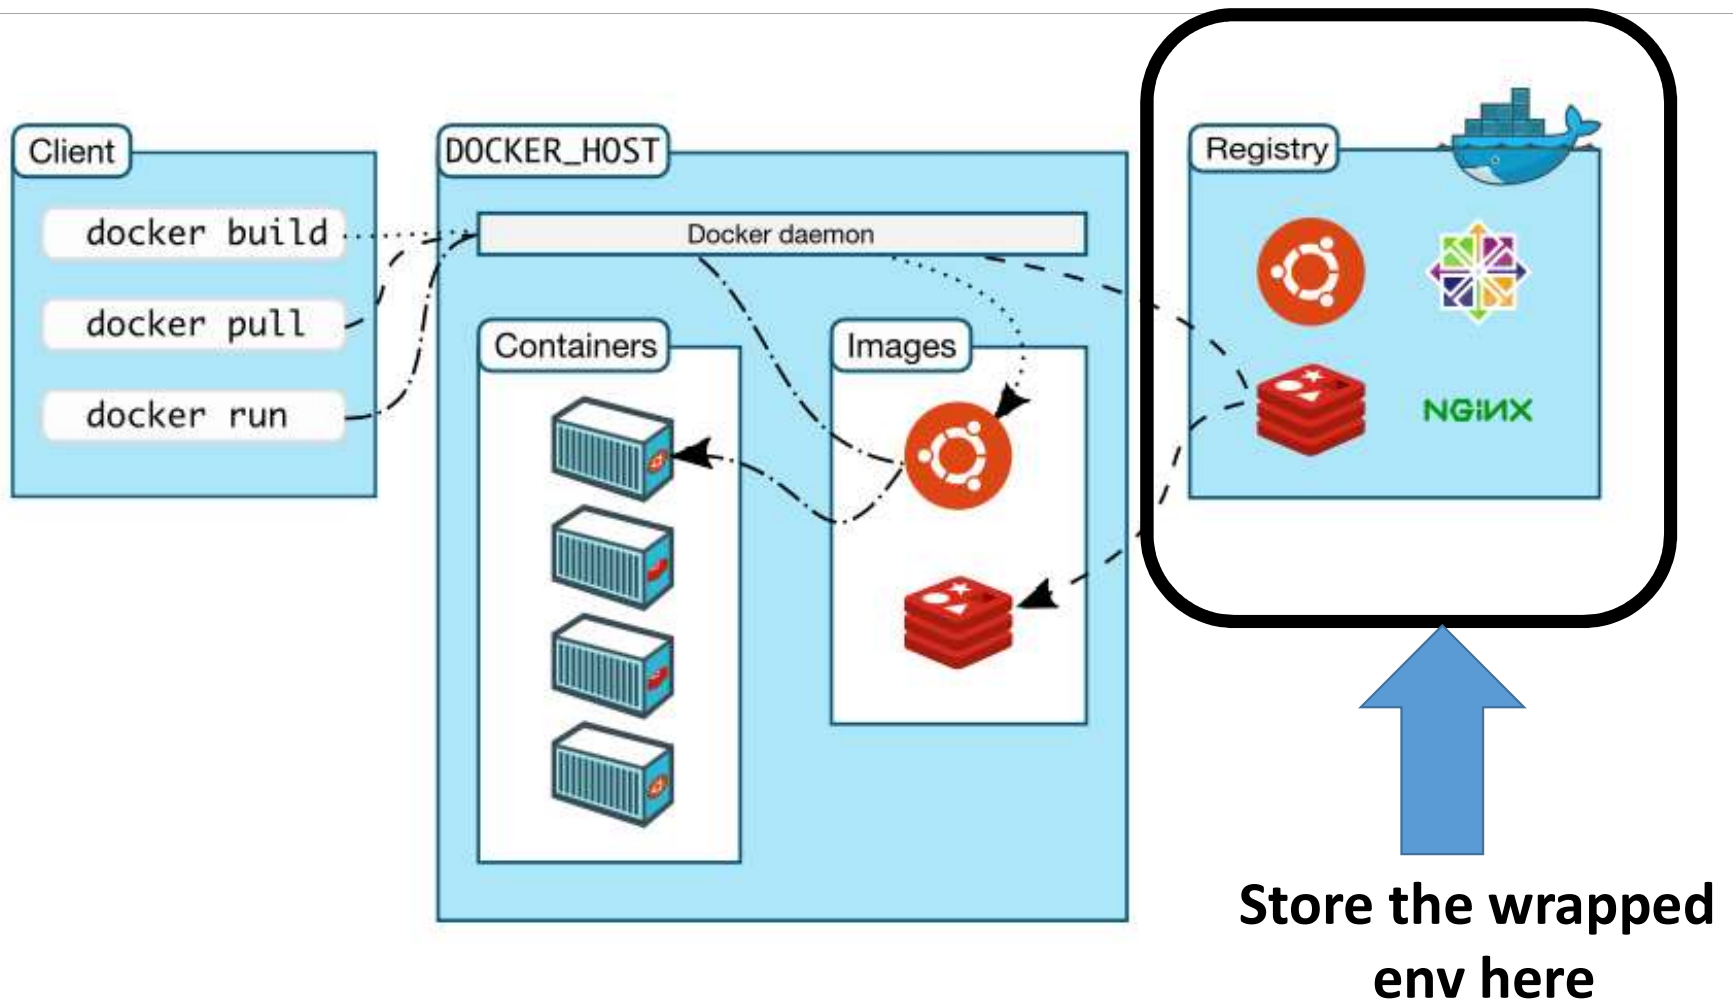 Client
docker build
docker pull
docker run
DOCKER_HOST
Docker daemon
Containers
Images
Registry
NGINX
Store the wrapped
env here